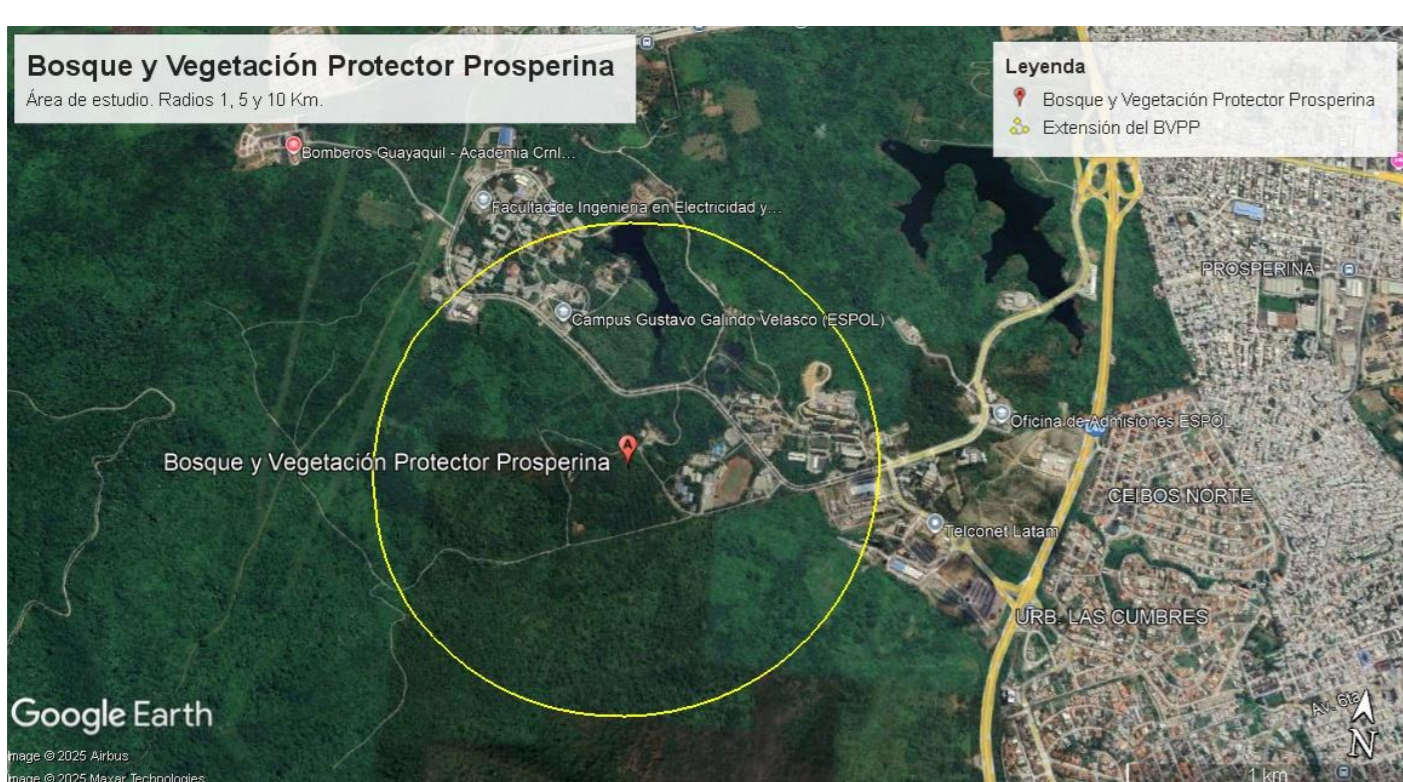 Bosque y Vegetación Protector Prosperina
Área de estudio. Radios 1, 5 y 10 Km.
Leyenda
Bosque y Vegetación Protector Prosperina
Extensión del BVPP
Bomberos Guayaquil - Academia Crnl...
Facultad de Ingeniería en Electricidad y...
PROSPERINA
Campus Gustavo Galindo Velasco (ESPOL)
Oficina de Admisiones ESPOL
A
Bosque y Vegetación Protector Prosperina
CEIBOS NORTE
Telconet Latam
URB. LAS CUMBRES
Google Earth
Av. 6ta
N
Image © 2025 Airbus
Image © 2025 Maxar Technologies
1 km